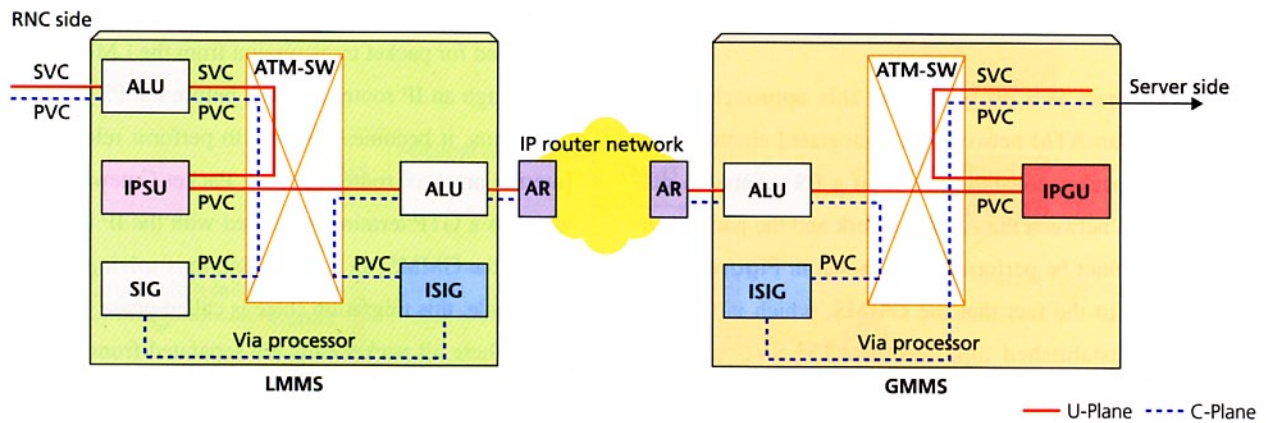 RNC side
SVC
PVC
ALU
SVC
PVC
ATM-SW
IPSU
PVC
ALU
SIG
PVC
PVC
ISIG
Via processor
LMMS
IP router network
AR
AR
ATM-SW
SVC
PVC
Server side
ALU
PVC
IPGU
PVC
ISIG
Via processor
GMMS
U-Plane
C-Plane